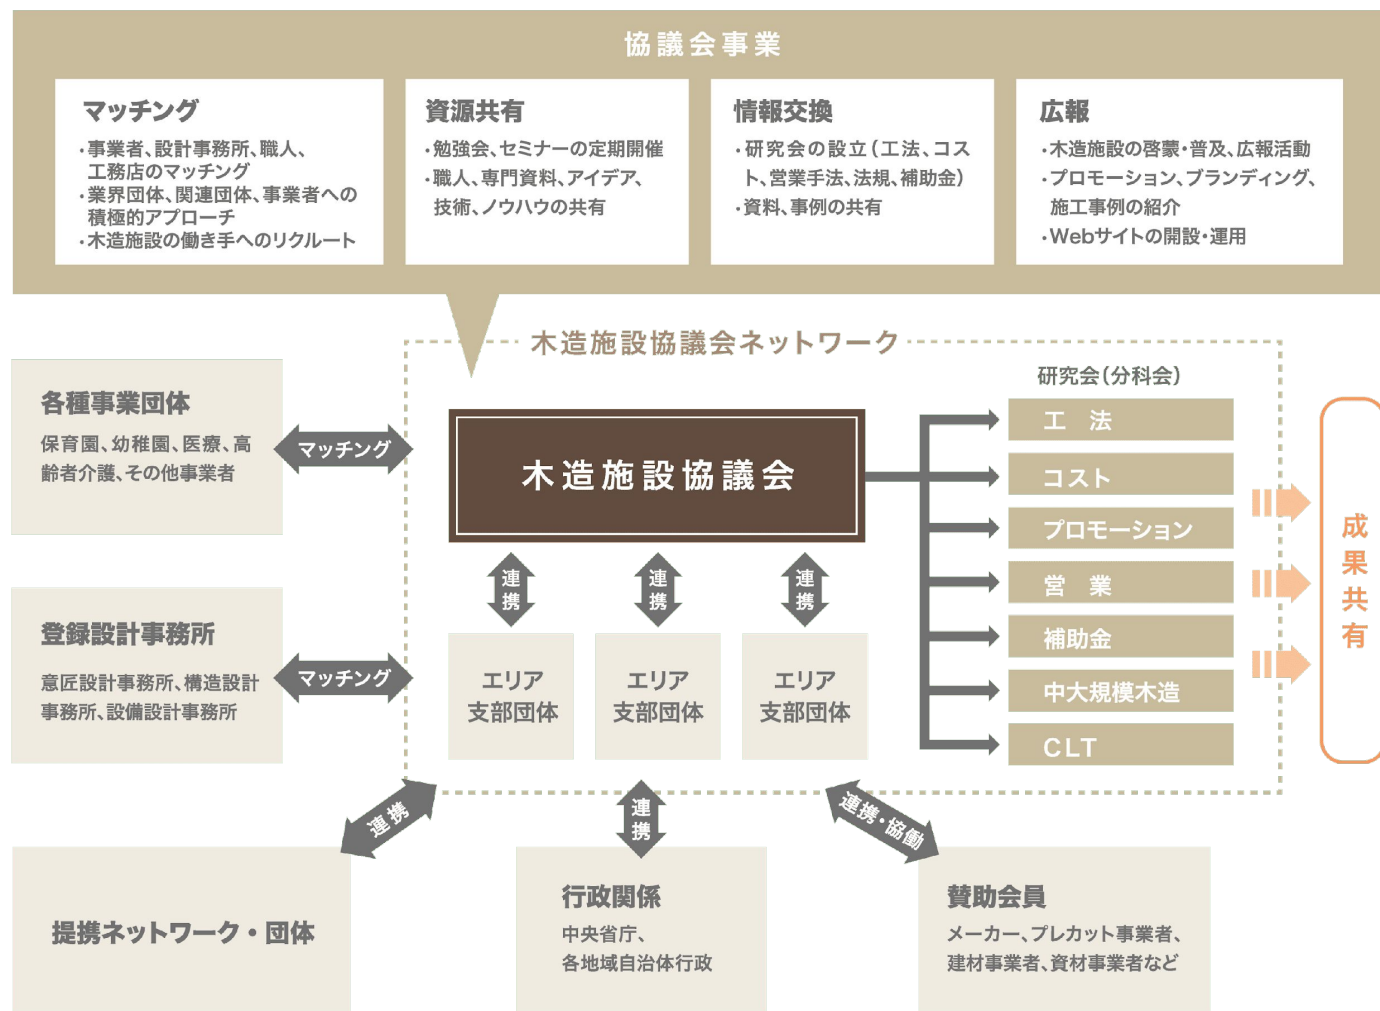 協議会事業
マッチング
・事業者、設計事務所、職人、
工務店のマッチング
・業界団体、関連団体、事業者への
積極的アプローチ
・木造施設の働き手へのリクルート
資源共有
・勉強会、セミナーの定期開催
・職人、専門資料、アイデア、
技術、ノウハウの共有
情報交換
・研究会の設立（工法、コス
ト、営業手法、法規、補助金）
・資料、事例の共有
広報
・木造施設の啓蒙・普及、広報活動
・プロモーション、ブランディング、
施工事例の紹介
・Webサイトの開設・運用
木造施設協議会ネットワーク
各種事業団体
保育園、幼稚園、医療、高
齢者介護、その他事業者
マッチング
登録設計事務所
意匠設計事務所、構造設計
事務所、設備設計事務所
マッチング
木造施設協議会
連携
連携
連携
エリア
支部団体
エリア
支部団体
エリア
支部団体
研究会（分科会）
工　法
コスト
プロモーション
営　業
補助金
中大規模木造
CLT
成果共有
連携
連携
連携・協働
提携ネットワーク・団体
行政関係
中央省庁、
各地域自治体行政
賛助会員
メーカー、プレカット事業者、
建材事業者、資材事業者など